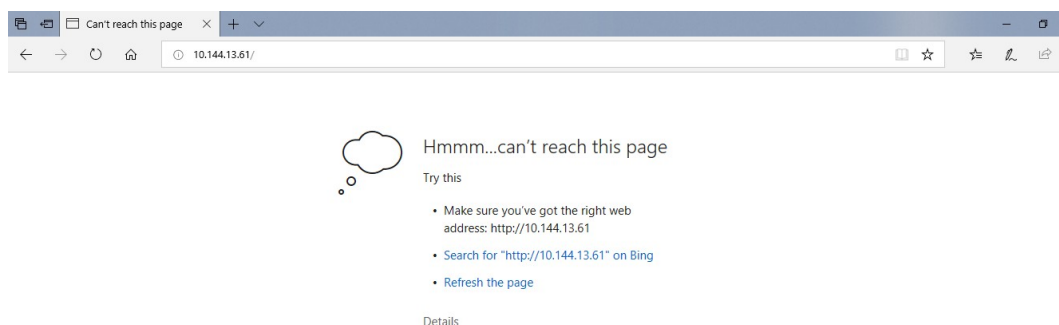 Can't reach this page
10.144.13.61/
Hmmm...can't reach this page
Try this
• Make sure you've got the right web
address: http://10.144.13.61
• Search for "http://10.144.13.61" on Bing
• Refresh the page
Details